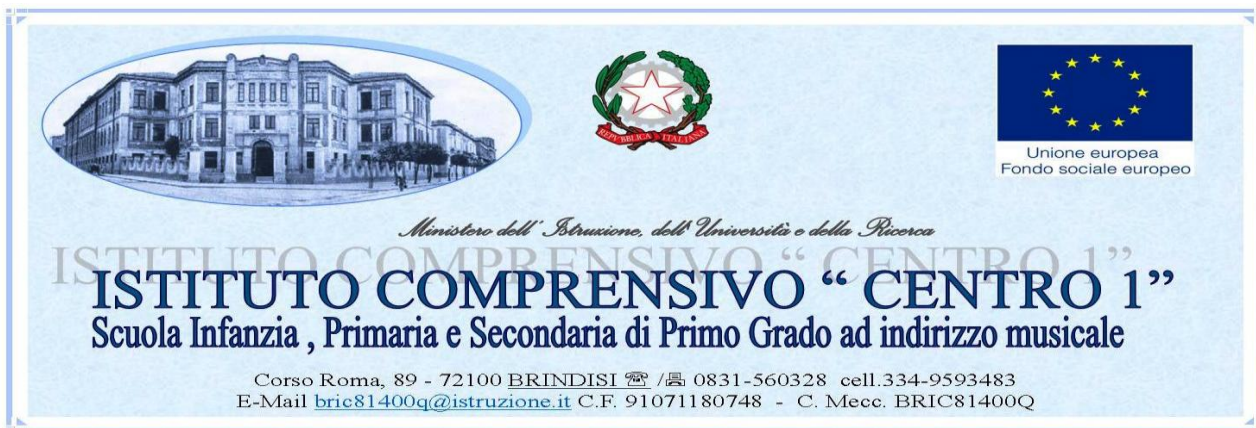 REPVBBLICA ITALIANA
Unione europea
Fondo sociale europeo
Ministero dell' Istruzione, dell' Università e della Ricerca
ISTITUTO COMPRENSIVO “ CENTRO 1”
Scuola Infanzia , Primaria e Secondaria di Primo Grado ad indirizzo musicale
Corso Roma, 89 - 72100 BRINDISI ☏ /🖷 0831-560328 cell.334-9593483
E-Mail bric81400q@istruzione.it C.F. 91071180748 - C. Mecc. BRIC81400Q